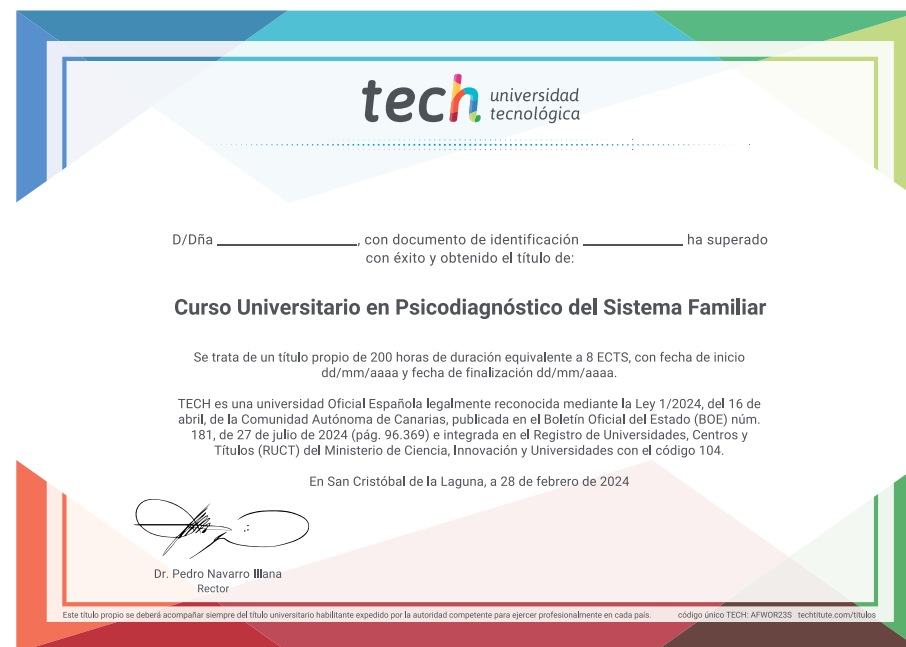 tech universidad
tecnológica
D/Dña ____________________, con documento de identificación ______________ ha superado
con éxito y obtenido el título de:
Curso Universitario en Psicodiagnóstico del Sistema Familiar
Se trata de un título propio de 200 horas de duración equivalente a 8 ECTS, con fecha de inicio
dd/mm/aaaa y fecha de finalización dd/mm/aaaa.
TECH es una universidad Oficial Española legalmente reconocida mediante la Ley 1/2024, del 16 de
abril, de la Comunidad Autónoma de Canarias, publicada en el Boletín Oficial del Estado (BOE) núm.
181, de 27 de julio de 2024 (pág. 96.369) e integrada en el Registro de Universidades, Centros y
Títulos (RUCT) del Ministerio de Ciencia, Innovación y Universidades con el código 104.
En San Cristóbal de la Laguna, a 28 de febrero de 2024
Dr. Pedro Navarro Illana
Rector
Este título propio se deberá acompañar siempre del título universitario habilitante expedido por la autoridad competente para ejercer profesionalmente en cada país. código único TECH: AFWOR23S techtitute.com/titulos